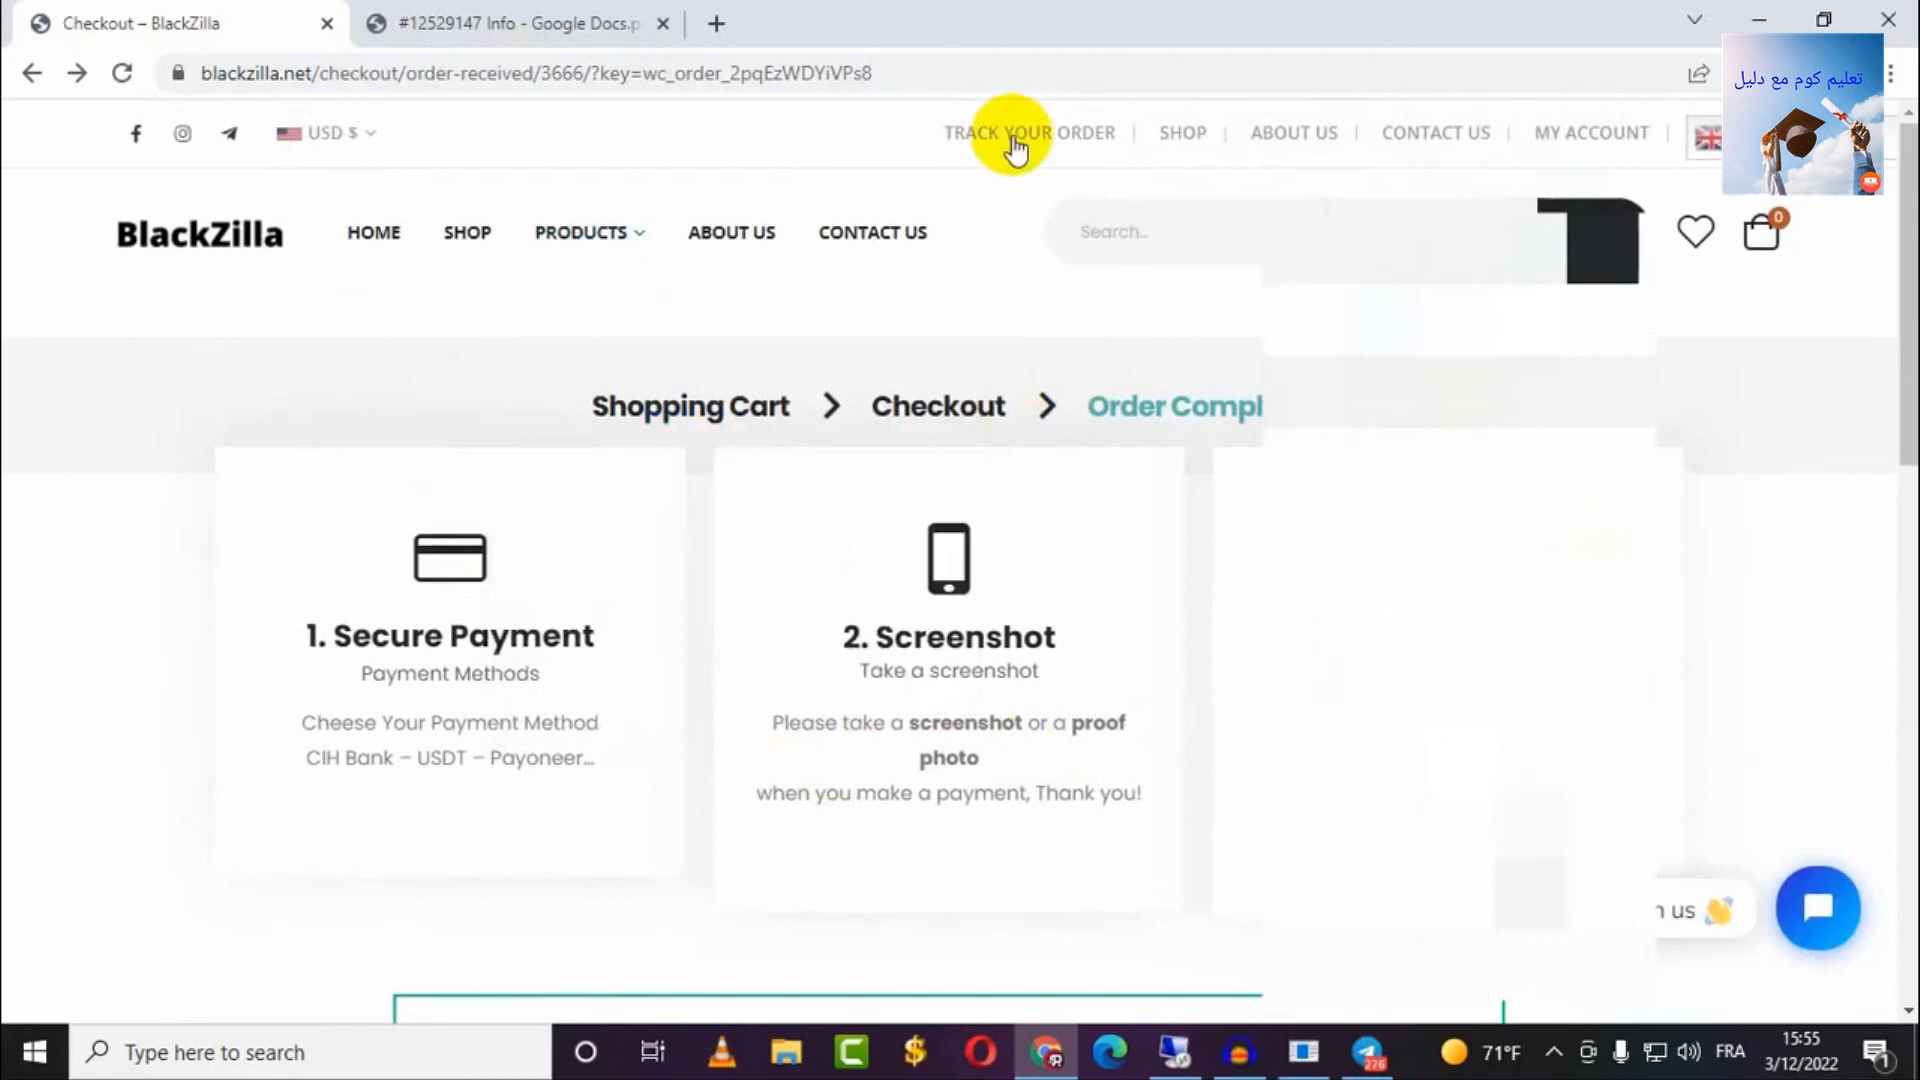 Checkout – BlackZilla
#12529147 Info - Google Docs.p
blackzilla.net/checkout/order-received/3666/?key=wc_order_2pqEzWDYiVPs8
تعليم كوم مع دليل
USD $
TRACK YOUR ORDER | SHOP | ABOUT US | CONTACT US | MY ACCOUNT |
BlackZilla
HOME SHOP PRODUCTS ABOUT US CONTACT US
Search...
0
Shopping Cart > Checkout > Order Compl
1. Secure Payment
Payment Methods
Cheese Your Payment Method
CIH Bank – USDT – Payoneer...
2. Screenshot
Take a screenshot
Please take a screenshot or a proof
photo
when you make a payment, Thank you!
us 👋
Type here to search
276
71°F
FRA
15:55
3/12/2022
1